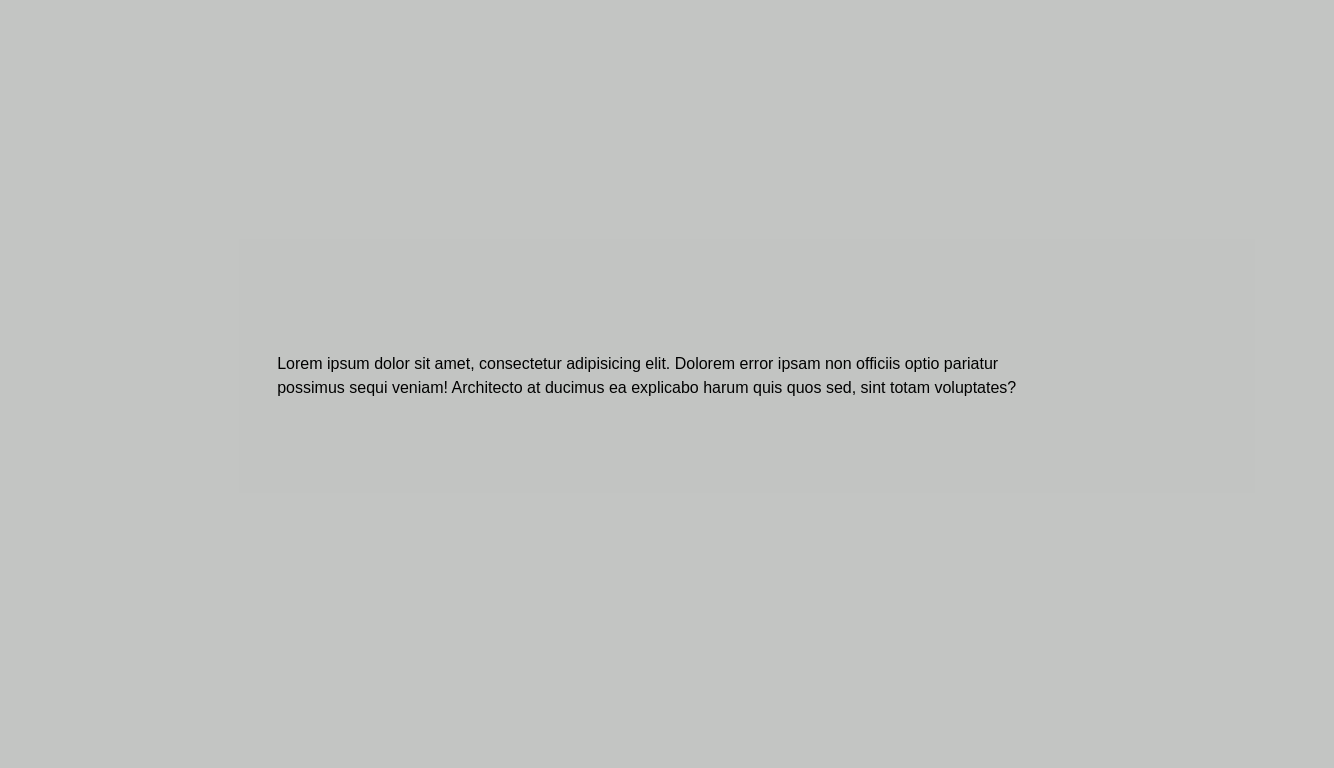 Lorem ipsum dolor sit amet, consectetur adipisicing elit. Dolorem error ipsam non officiis optio pariatur
possimus sequi veniam! Architecto at ducimus ea explicabo harum quis quos sed, sint totam voluptates?